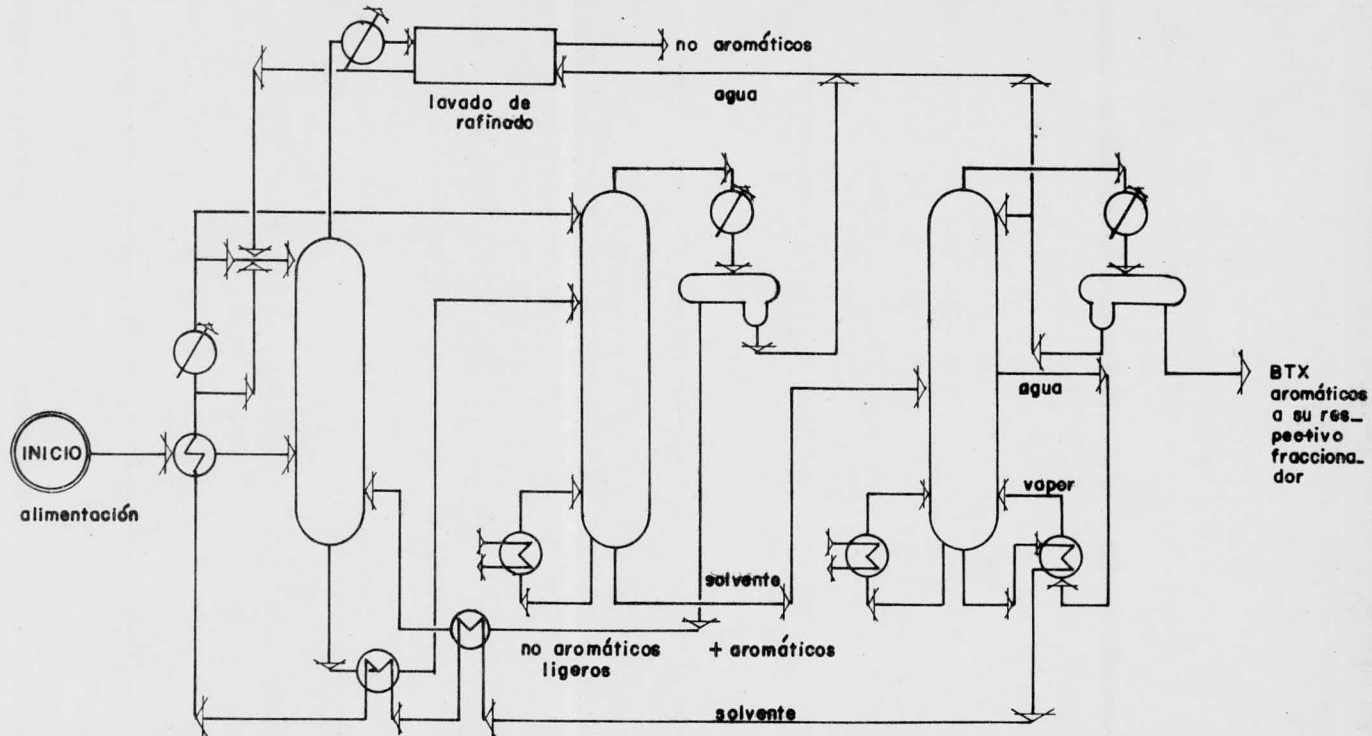 no aromáticos
lavado de
rafinado
agua
INICIO
alimentación
agua
BTX
aromáticos
a su res_
pectivo
fracciona_
dor
vapor
solvente
no aromáticos
ligeros
+ aromáticos
solvente